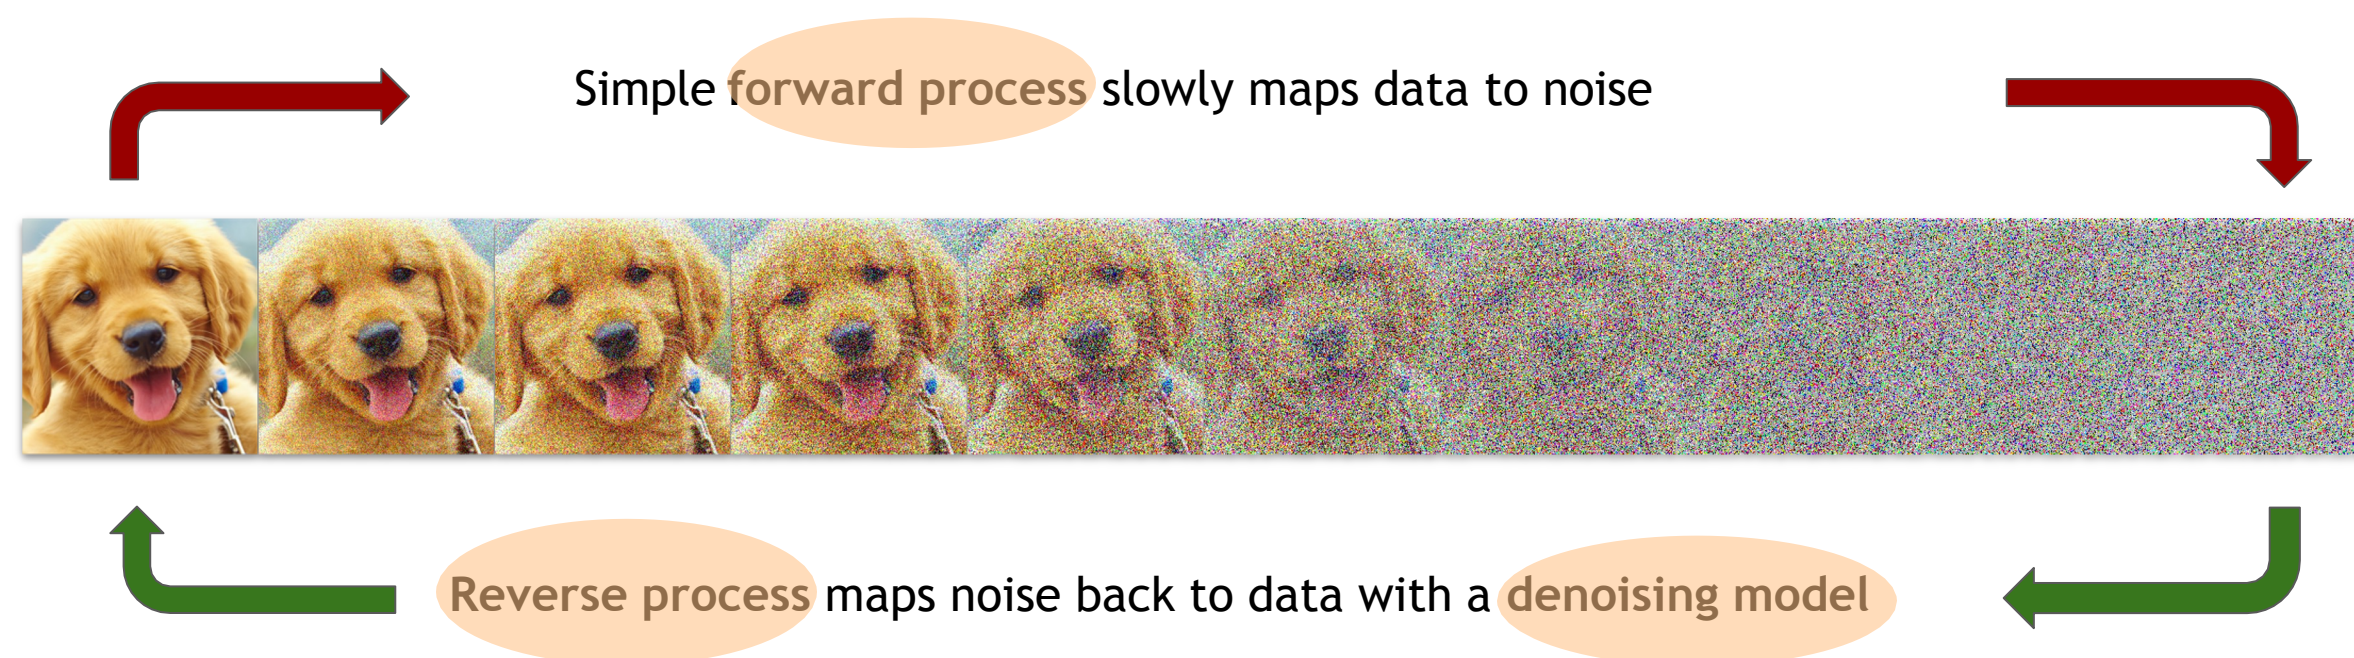 Simple forward process slowly maps data to noise
Reverse process maps noise back to data with a denoising model